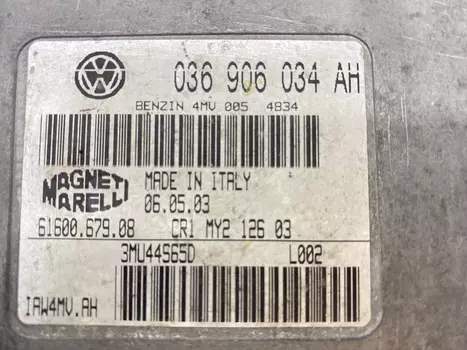 036 906 034 AH
BENZIN 4MV 005 4834
MAGNETI
MARELLI
MADE IN ITALY
06.05.03
61600.679.08 CR1 MY2 126 03
3MU44S65D L002
IAW4MV.AH